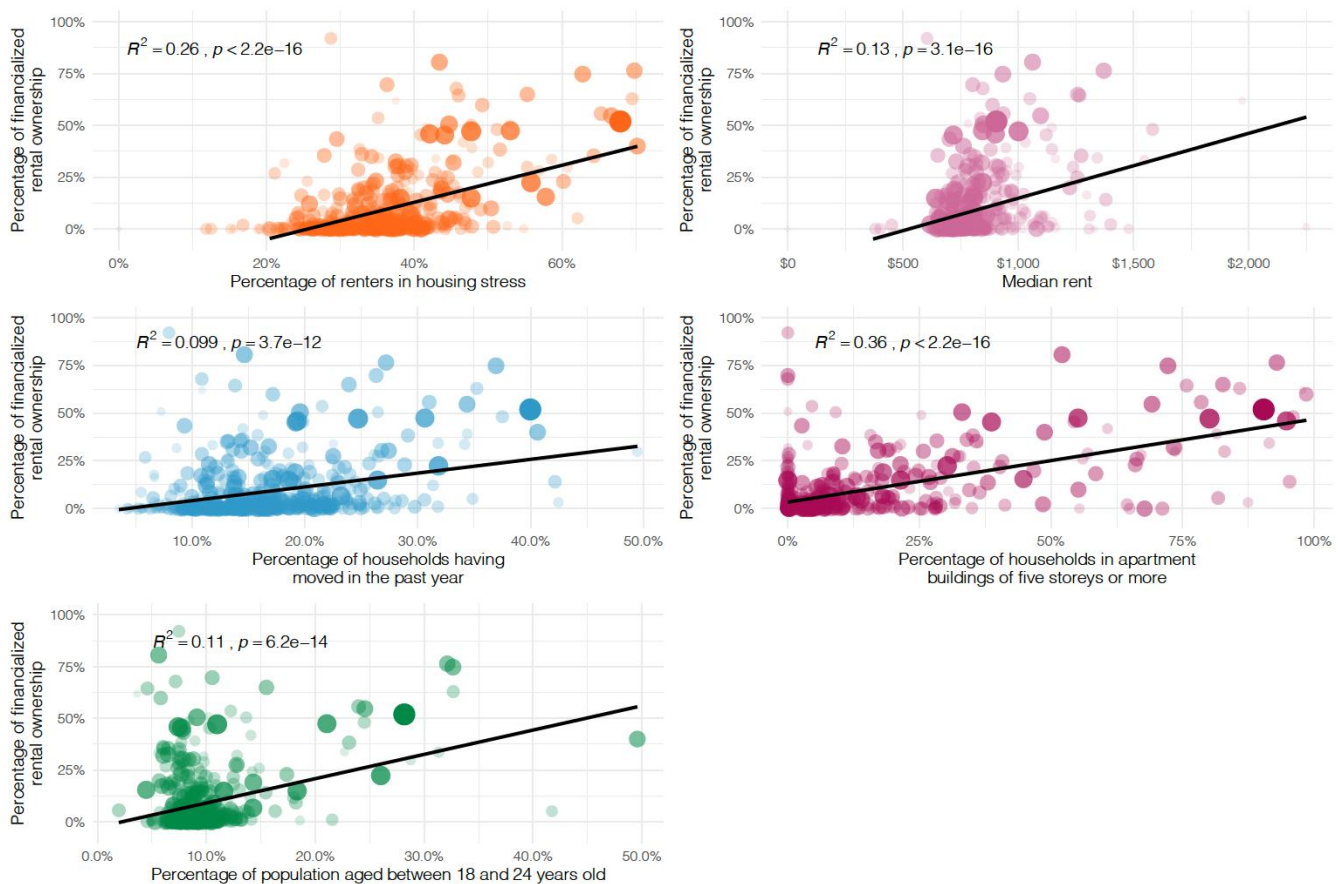 100%
75%
50%
25%
0%
Percentage of financialized
rental ownership
R² = 0.26 , p < 2.2e−16
0%
20%
40%
60%
Percentage of renters in housing stress
100%
75%
50%
25%
0%
Percentage of financialized
rental ownership
R² = 0.13 , p = 3.1e−16
$0
$500
$1,000
$1,500
$2,000
Median rent
100%
75%
50%
25%
0%
Percentage of financialized
rental ownership
R² = 0.099 , p = 3.7e−12
10.0%
20.0%
30.0%
40.0%
50.0%
Percentage of households having
moved in the past year
100%
75%
50%
25%
0%
Percentage of financialized
rental ownership
R² = 0.36 , p < 2.2e−16
0%
25%
50%
75%
100%
Percentage of households in apartment
buildings of five storeys or more
100%
75%
50%
25%
0%
Percentage of financialized
rental ownership
R² = 0.11 , p = 6.2e−14
0.0%
10.0%
20.0%
30.0%
40.0%
50.0%
Percentage of population aged between 18 and 24 years old